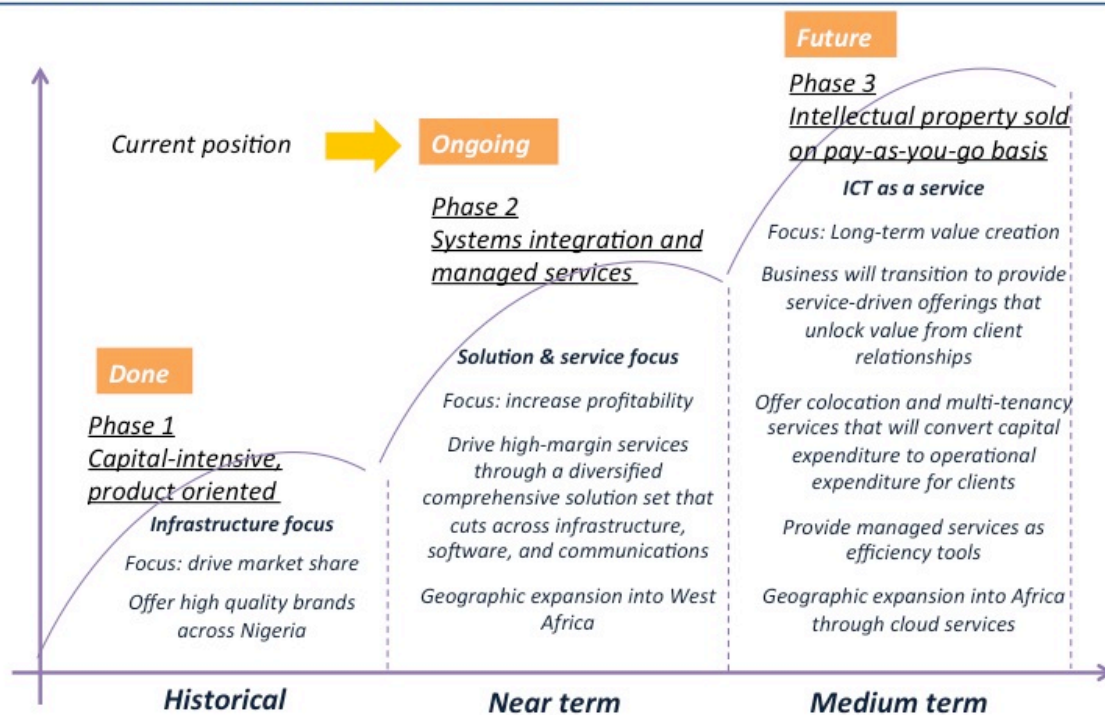 Current position
Done
Phase 1
Capital-intensive,
product oriented
Infrastructure focus
Focus: drive market share
Offer high quality brands
across Nigeria
Ongoing
Phase 2
Systems integration and
managed services
Solution & service focus
Focus: increase profitability
Drive high-margin services
through a diversified
comprehensive solution set that
cuts across infrastructure,
software, and communications
Geographic expansion into West
Africa
Future
Phase 3
Intellectual property sold
on pay-as-you-go basis
ICT as a service
Focus: Long-term value creation
Business will transition to provide
service-driven offerings that
unlock value from client
relationships
Offer colocation and multi-tenancy
services that will convert capital
expenditure to operational
expenditure for clients
Provide managed services as
efficiency tools
Geographic expansion into Africa
through cloud services
Historical
Near term
Medium term